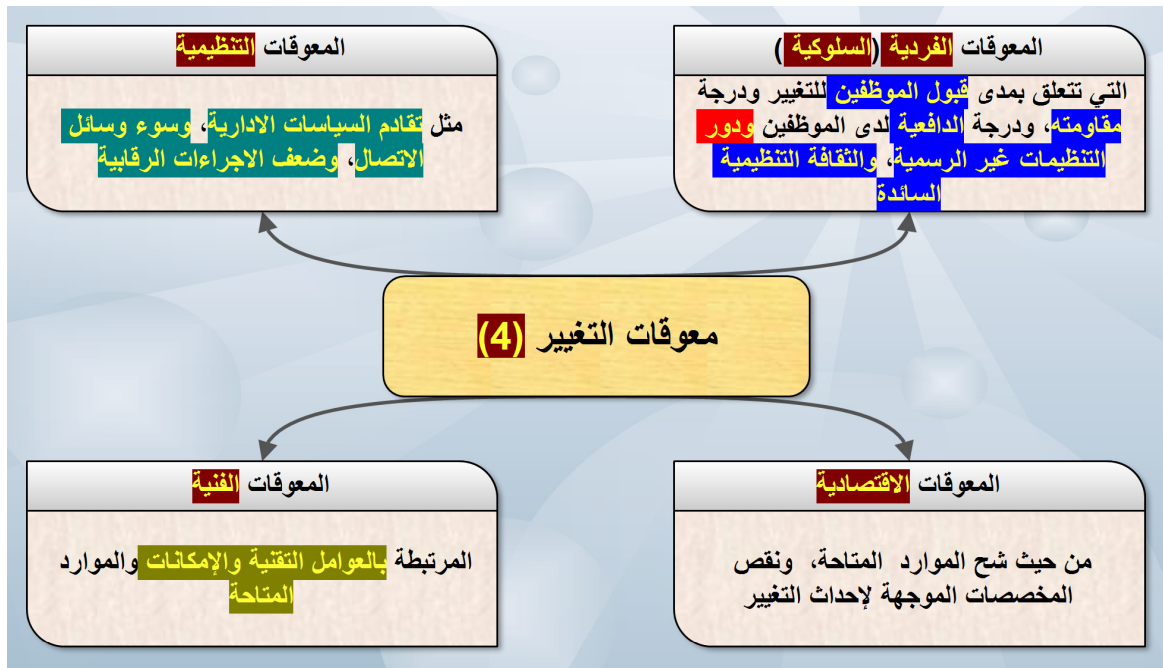 المعوقات الفردية (السلوكية )
التي تتعلق بمدى قبول الموظفين للتغيير ودرجة
مقاومته، ودرجة الدافعية لدى الموظفين ودور
التنظيمات غير الرسمية، والثقافة التنظيمية
السائدة
المعوقات التنظيمية
مثل تقادم السياسات الادارية، وسوء وسائل
الاتصال، وضعف الاجراءات الرقابية
معوقات التغيير (4)
المعوقات الاقتصادية
من حيث شح الموارد المتاحة، ونقص
المخصصات الموجهة لإحداث التغيير
المعوقات الفنية
المرتبطة بالعوامل التقنية والإمكانات والموارد
المتاحة